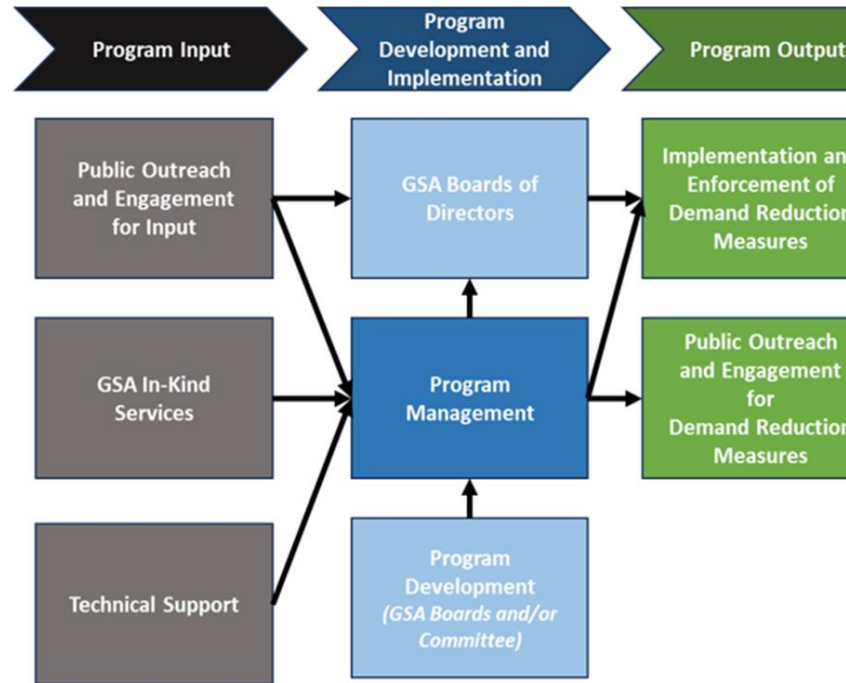 Program Input
Program
Development and
Implementation
Program Output
Public Outreach
and Engagement
for Input
GSA Boards of
Directors
Implementation an
Enforcement of
Demand Reduction
Measures
GSA In-Kind
Services
Program
Management
Public Outreach
and Engagement
for
Demand Reduction
Measures
Technical Support
Program
Development
(GSA Boards and/or
Committee)